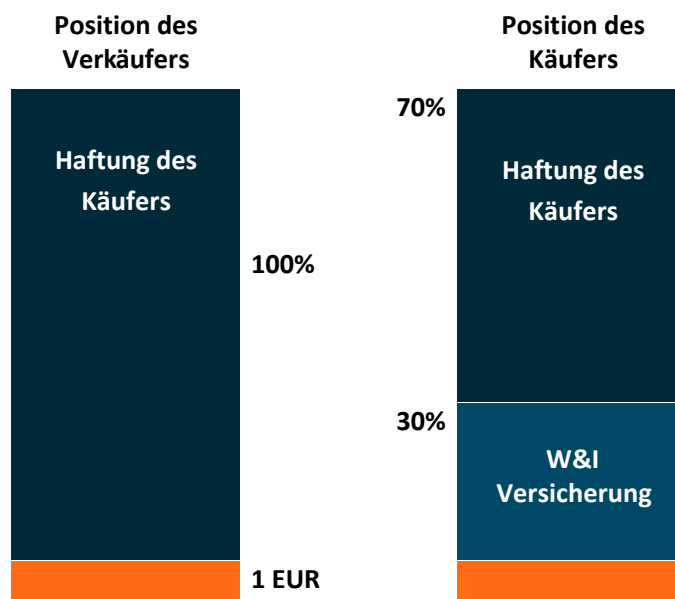 Position des
Verkäufers
Haftung des
Käufers
100%
1 EUR
Position des
Käufers
70%
Haftung des
Käufers
30%
W&I
Versicherung